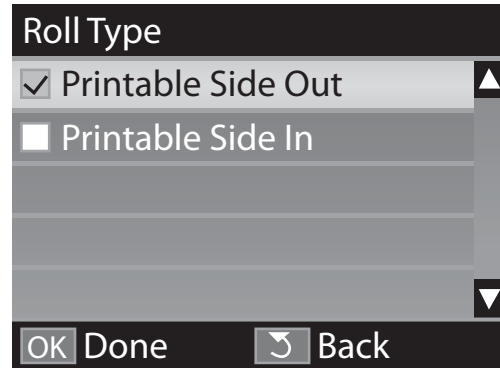 Roll Type
Printable Side Out
Printable Side In
OK Done Back